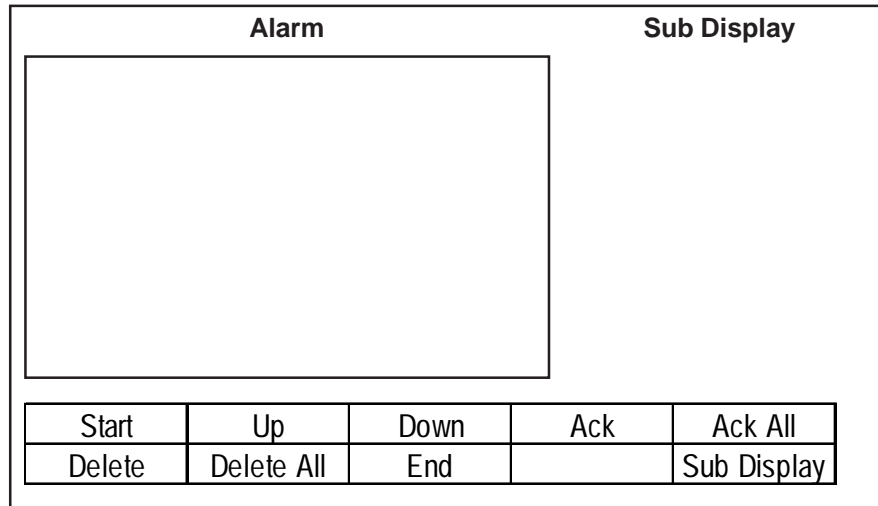 Alarm Sub Display
Start Up Down Ack Ack All
Delete Delete All End Sub Display